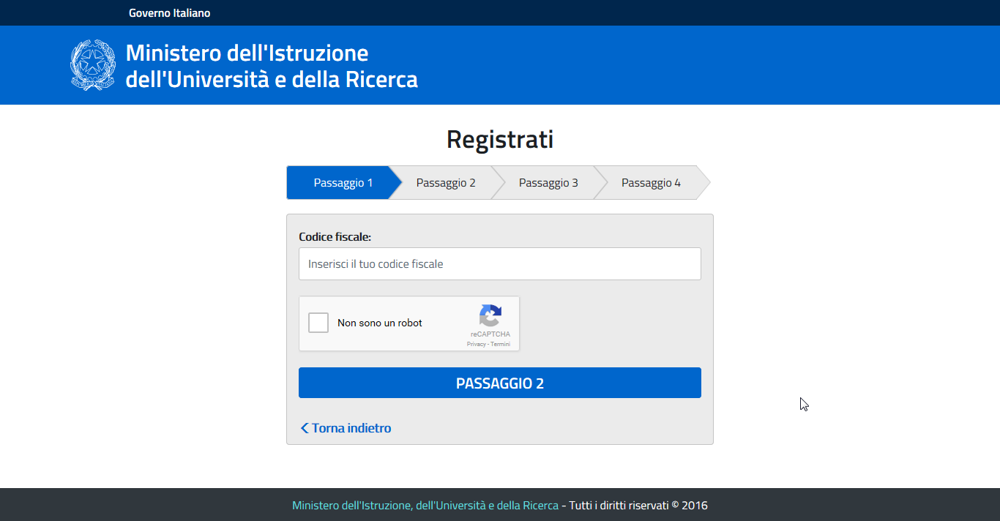 Governo Italiano
Ministero dell'Istruzione
dell'Università e della Ricerca
Registrati
Passaggio 1
Passaggio 2
Passaggio 3
Passaggio 4
Codice fiscale:
Inserisci il tuo codice fiscale
Non sono un robot
reCAPTCHA
Privacy - Termini
PASSAGGIO 2
Torna indietro
Ministero dell'Istruzione, dell'Università e della Ricerca - Tutti i diritti riservati © 2016